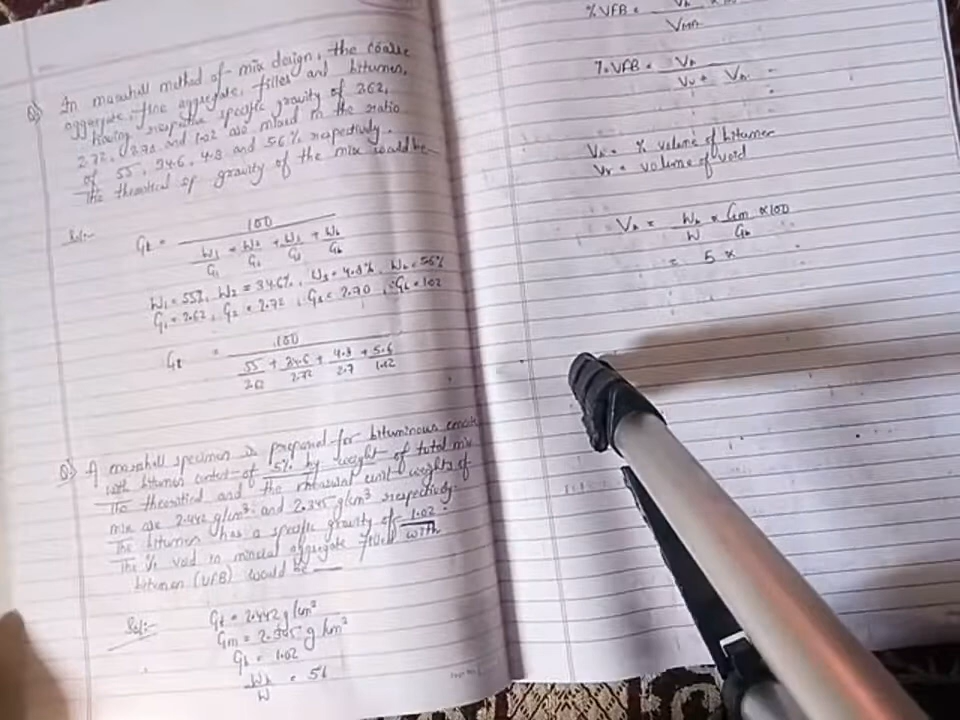 Q) In marshall method of mix design, the coarse
aggregate, fine aggregate, filler and bitumen,
having respective specific gravity of 2.62,
2.72, 2.70 and 1.02 are mixed in the ratio
of 55, 34.6, 4.8 and 5.6% respectively.
The theoretical sp gravity of the mix would be
Sol:-
Gt = 100
W1/G1 + W2/G2 + W3/G3 + Wb/Gb
W1 = 55%, W2 = 34.6%, W3 = 4.8%, Wb = 5.6%
G1 = 2.62, G2 = 2.72, G3 = 2.70, Gb = 1.02
Gt = 100
55/2.62 + 34.6/2.72 + 4.8/2.7 + 5.6/1.02
Q) A marshall specimen is prepared for bituminous
with bitumen content of 5% by weight of total mix
The theoretical and the measured unit weights of
mix are 2.442 g/cm³ and 2.345 g/cm³ respectively.
The bitumen has a specific gravity of 1.02.
The % void in mineral aggregate filled with
bitumen (VFB) would be
Sol:-
Gt = 2.442 g/cm³
Gm = 2.345 g/cm³
Gb = 1.02
Wb/W = 5%
% VFB = Vb/VMA × 100
% VFB = Vb
Vv + Vb
Vb = % volume of bitumen
Vv = volume of void
Vb = Wb/W × Gm/Gb × 100
= 5 ×